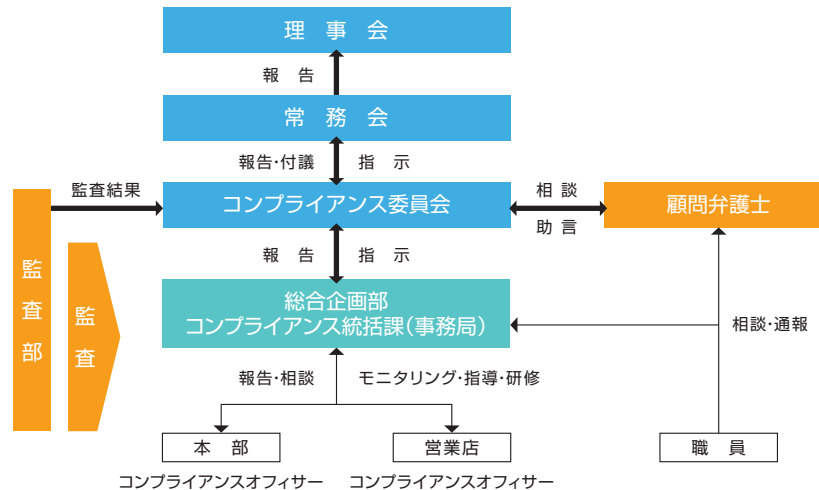 理事会
報告
常務会
報告・付議
指示
監査結果
コンプライアンス委員会
相談
助言
顧問弁護士
監査部
監査
報告
指示
総合企画部
コンプライアンス統括課(事務局)
相談・通報
報告・相談
モニタリング・指導・研修
本部
営業店
職員
コンプライアンスオフィサー
コンプライアンスオフィサー